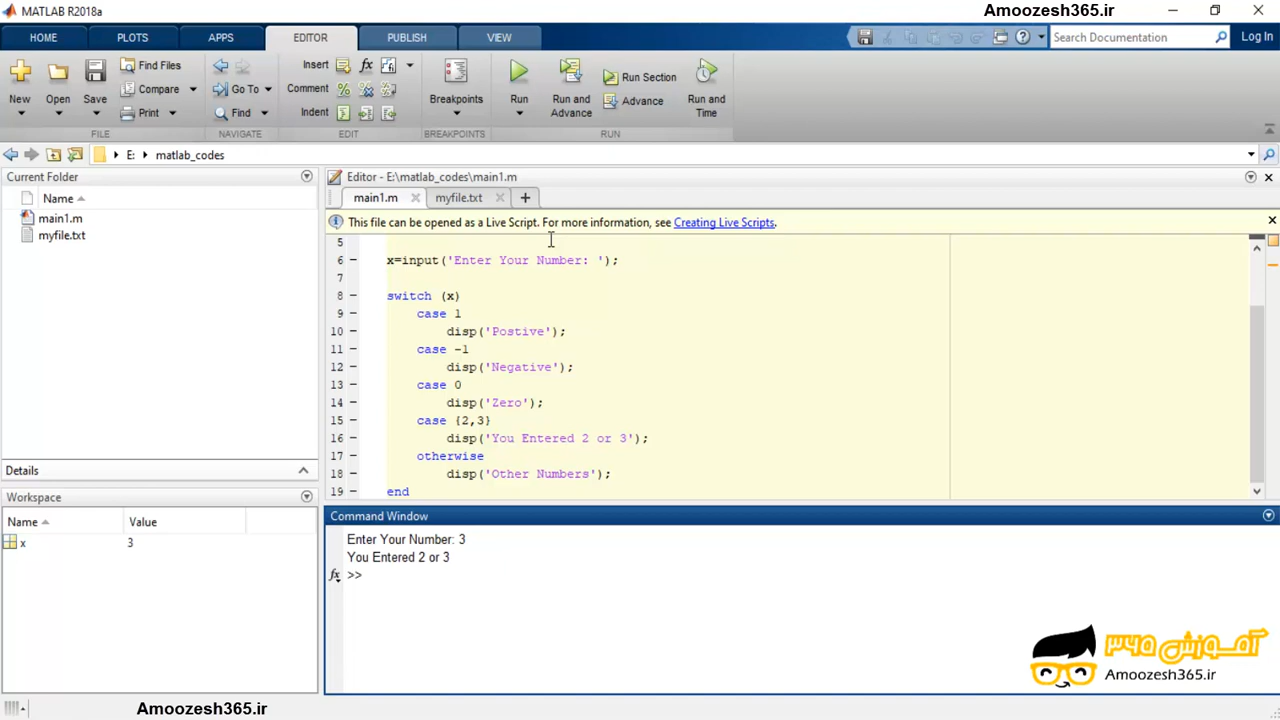 MATLAB R2018a
Amoozesh365.ir
HOME PLOTS APPS EDITOR PUBLISH VIEW
Search Documentation
Log In
New Open Save
Find Files
Compare
Print
Go To
Find
Insert
Comment
Indent
Breakpoints
Run
Run and Advance
Run Section
Advance
Run and Time
FILE NAVIGATE EDIT BREAKPOINTS RUN
E: matlab_codes
Current Folder
Name
main1.m
myfile.txt
Details
Workspace
Name Value
x 3
Editor - E:\matlab_codes\main1.m
main1.m myfile.txt
This file can be opened as a Live Script. For more information, see Creating Live Scripts.
5
6 x=input('Enter Your Number: ');
7
8 switch (x)
9 case 1
10 disp('Postive');
11 case -1
12 disp('Negative');
13 case 0
14 disp('Zero');
15 case {2,3}
16 disp('You Entered 2 or 3');
17 otherwise
18 disp('Other Numbers');
19 end
Command Window
Enter Your Number: 3
You Entered 2 or 3
fx >>
آموزش ۳۶۵
Amoozesh365.ir
Amoozesh365.ir